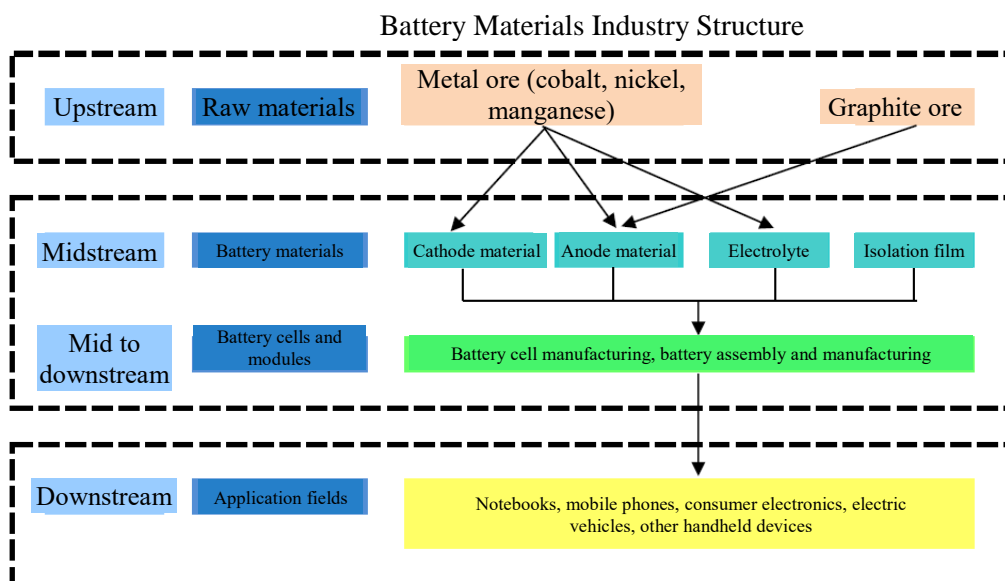 Battery Materials Industry Structure
Upstream
Raw materials
Metal ore (cobalt, nickel,
manganese)
Graphite ore
Midstream
Battery materials
Cathode material
Anode material
Electrolyte
Isolation film
Mid to
downstream
Battery cells and
modules
Battery cell manufacturing, battery assembly and manufacturing
Downstream
Application fields
Notebooks, mobile phones, consumer electronics, electric
vehicles, other handheld devices